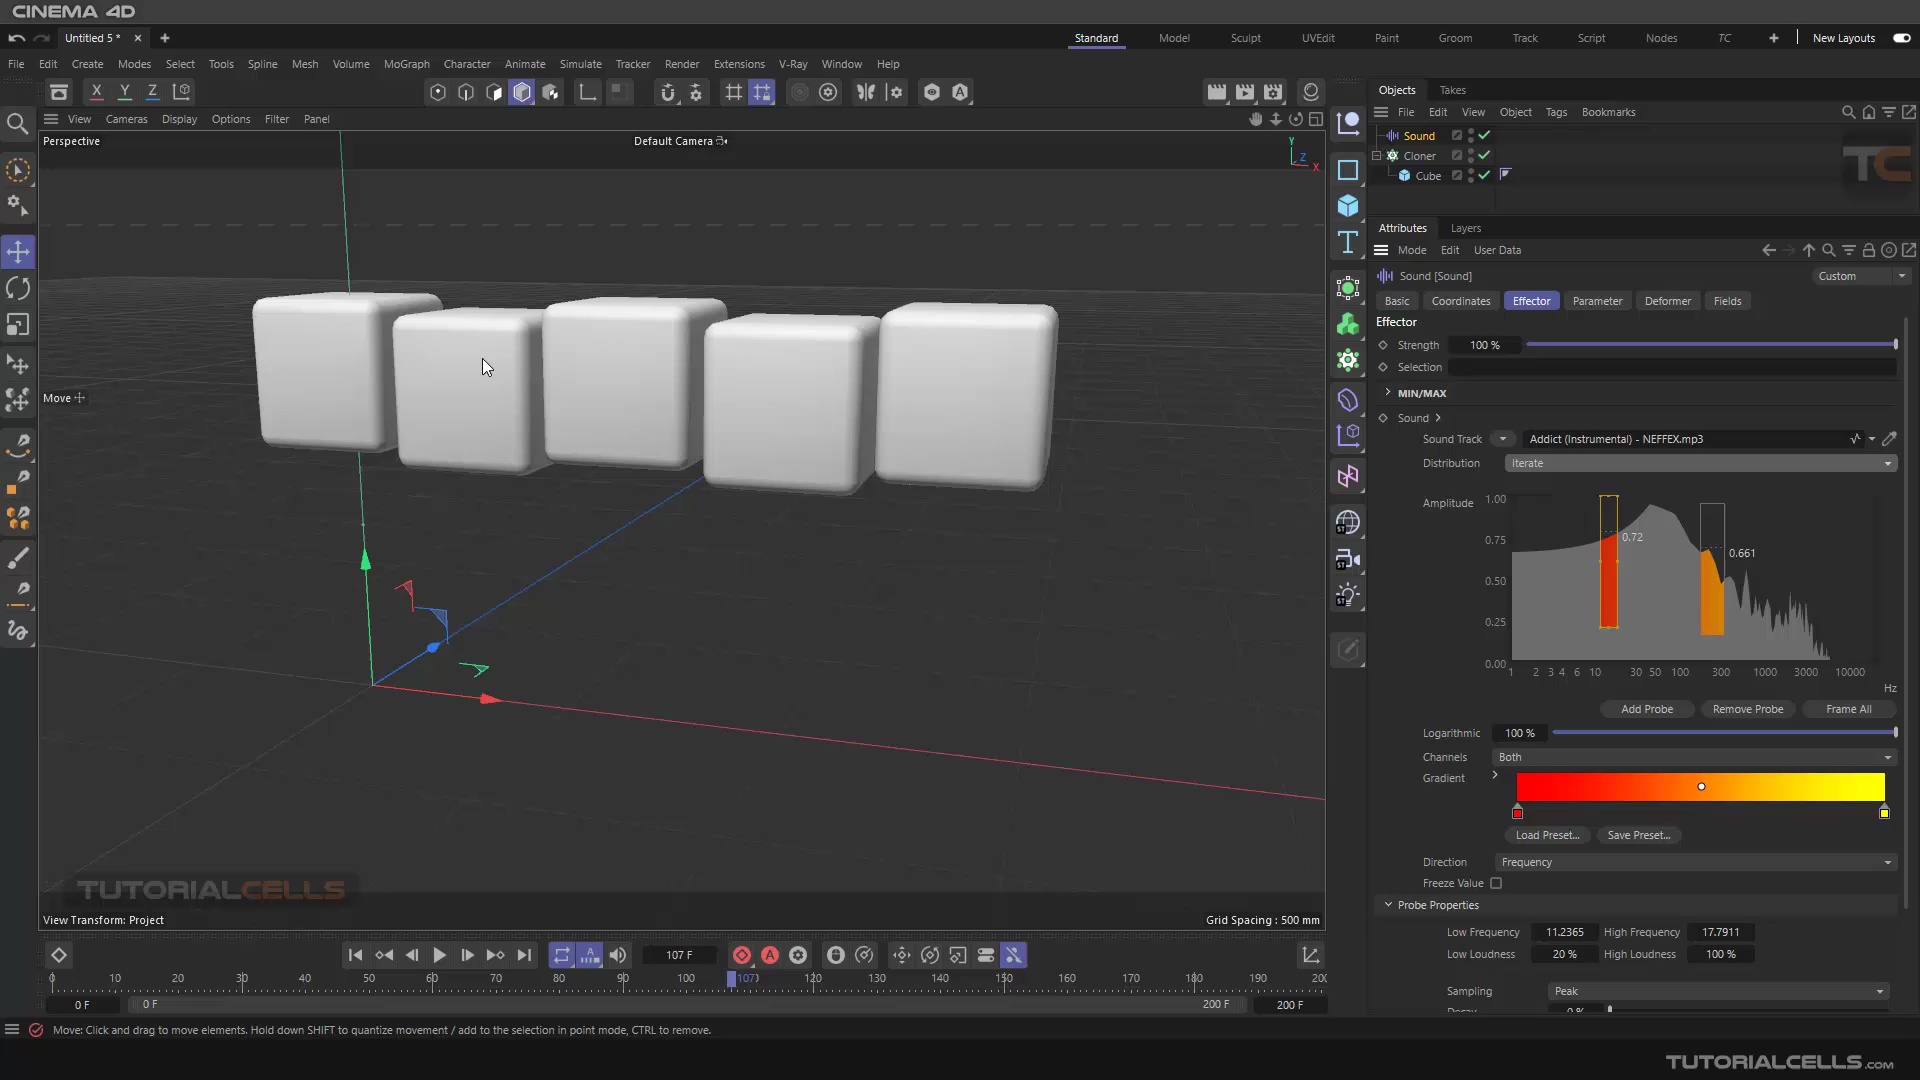 CINEMA 4D
Untitled 5 *
Standard Model Sculpt UVEdit Paint Groom Track Script Nodes TC New Layouts
File Edit Create Modes Select Tools Spline Mesh Volume MoGraph Character Animate Simulate Tracker Render Extensions V-Ray Window Help
X Y Z
Objects Takes
View Cameras Display Options Filter Panel
File Edit View Object Tags Bookmarks
Perspective
Default Camera
Y
Z
X
Sound
Cloner
Cube
TC
Attributes Layers
Mode Edit User Data
Sound [Sound]
Custom
Basic Coordinates Effector Parameter Deformer Fields
Effector
Strength 100 %
Selection
MIN/MAX
Move
Sound
Sound Track Addict (Instrumental) - NEFFEX.mp3
Distribution Iterate
Amplitude 1.00
0.75
0.72
0.661
0.50
0.25
0.00
1 2 3 4 6 10 30 50 100 300 1000 3000 10000
Hz
Add Probe Remove Probe Frame All
Logarithmic 100 %
Channels Both
Gradient
Load Preset... Save Preset...
Direction Frequency
Freeze Value
Probe Properties
Low Frequency 11.2365 High Frequency 17.7911
Low Loudness 20 % High Loudness 100 %
Sampling Peak
Decay 0 %
ST
ST
ST
TUTORIALCELLS
View Transform: Project
Grid Spacing : 500 mm
107 F
0 10 20 30 40 50 60 70 80 90 100 107 120 130 140 150 160 170 180 190 200
0 F 0 F 200 F 200 F
Move: Click and drag to move elements. Hold down SHIFT to quantize movement / add to the selection in point mode, CTRL to remove.
TUTORIALCELLS.com